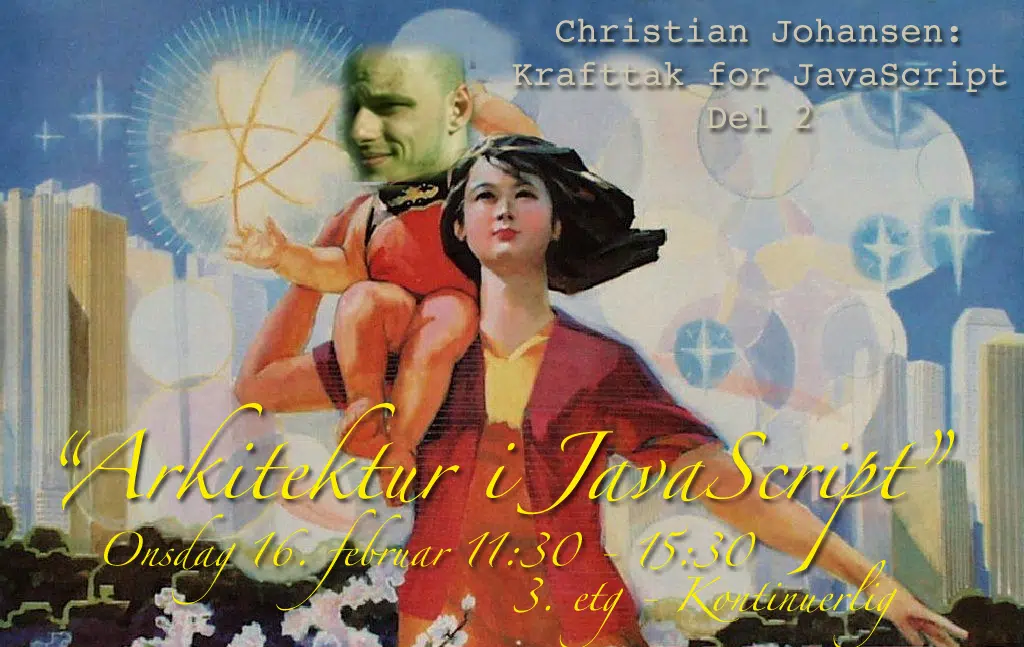 Christian Johansen:
Krafttak for JavaScript
Del 2
“Arkitektur i JavaScript”
Onsdag 16. februar 11:30 - 15:30
3. etg - Kontinuerlig